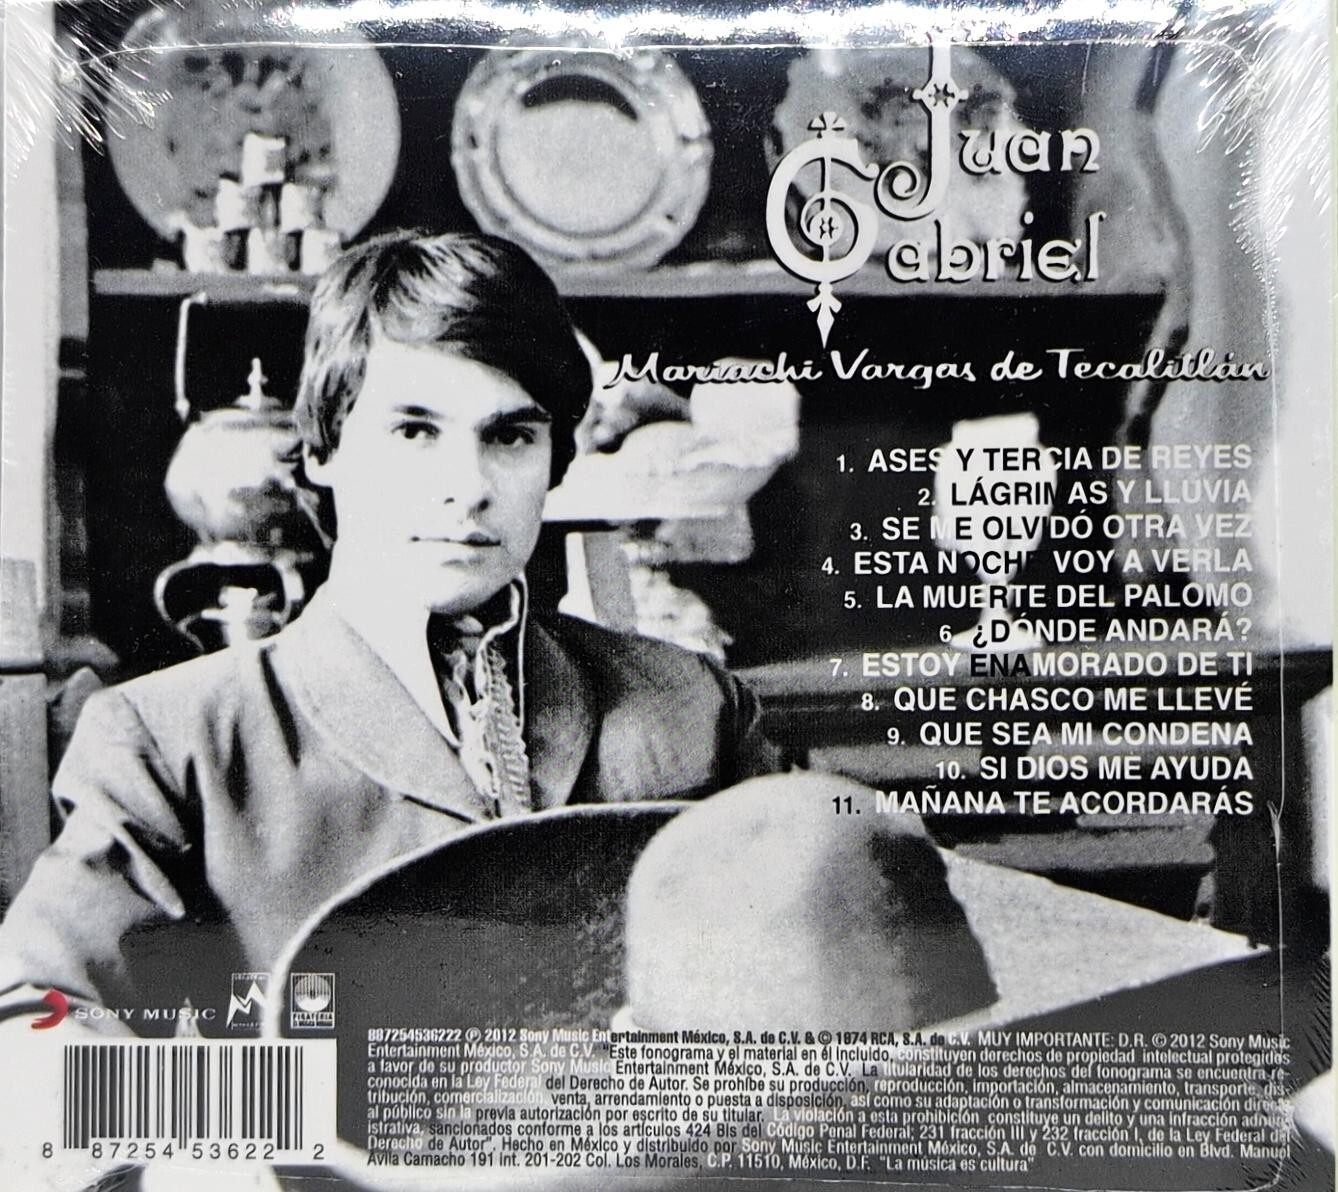 Juan
Gabriel
Mariachi Vargas de Tecalitlán
1. ASES Y TERCIA DE REYES
2. LÁGRIMAS Y LLUVIA
3. SE ME OLVIDÓ OTRA VEZ
4. ESTA NOCHE VOY A VERLA
5. LA MUERTE DEL PALOMO
6. ¿DÓNDE ANDARÁ?
7. ESTOY ENAMORADO DE TI
8. QUE CHASCO ME LLEVÉ
9. QUE SEA MI CONDENA
10. SI DIOS ME AYUDA
11. MAÑANA TE ACORDARÁS
SONY MUSIC
PIRATERIA
887254536222 ℗ 2012 Sony Music Entertainment México, S.A. de C.V. & © 1974 RCA, S.A. de C.V. MUY IMPORTANTE: D.R. © 2012 Sony Music
Entertainment México, S.A. de C.V. "Este fonograma y el material en él incluido, constituyen derechos de propiedad intelectual protegidos
a favor de su productor Sony Music Entertainment México, S.A. de C.V. La titularidad de los derechos del fonograma se encuentra re-
conocida en la Ley Federal del Derecho de Autor. Se prohíbe su producción, reproducción, importación, almacenamiento, transporte, dis-
tribución, comercialización, venta, arrendamiento o puesta a disposición, así como su adaptación o transformación y comunicación directa
al público sin la previa autorización por escrito de su titular. La violación a esta prohibición constituye un delito y una infracción admin-
istrativa, sancionados conforme a los artículos 424 Bis del Código Penal Federal; 231 fracción III y 232 fracción I, de la Ley Federal del
Derecho de Autor". Hecho en México y distribuido por Sony Music Entertainment México, S.A. de C.V. con domicilio en Blvd. Manuel
Ávila Camacho 191 Int. 201-202 Col. Los Morales, C.P. 11510, México, D.F. "La música es cultura"
8 87254 53622 2